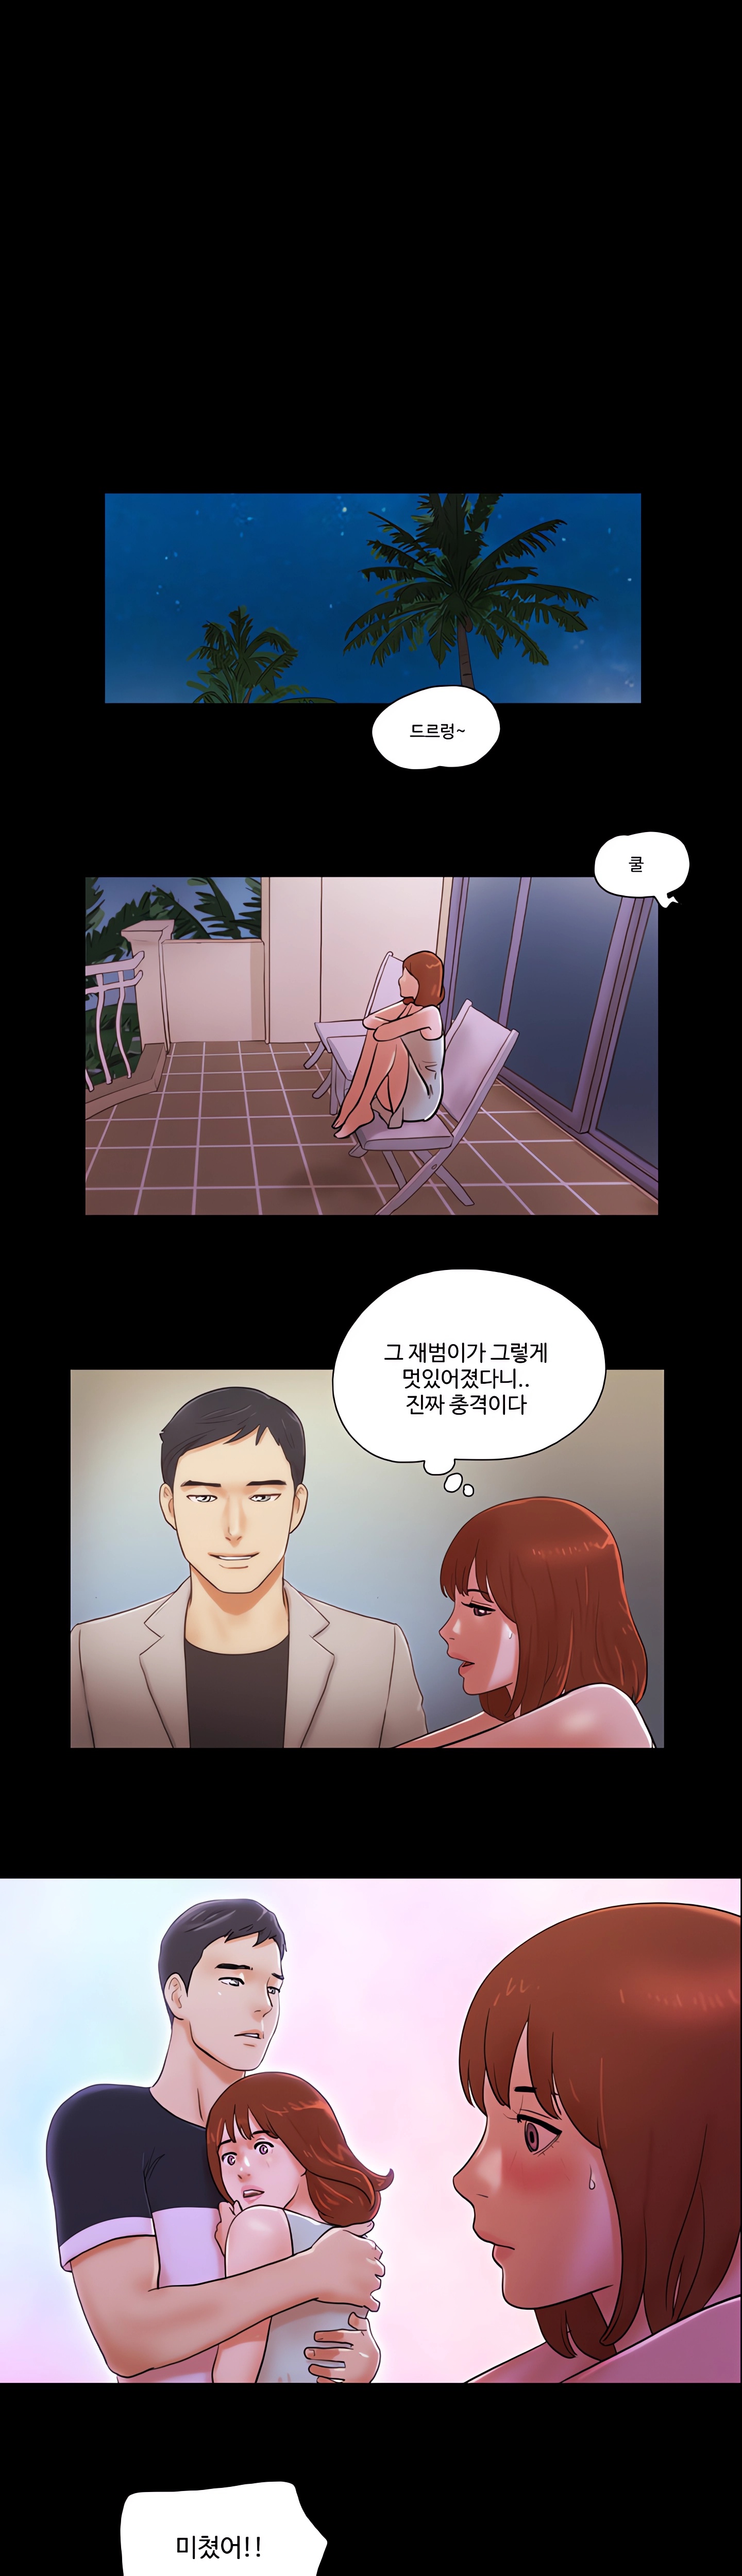 드르렁~
쿨
그 재범이가 그렇게
멋있어졌다니..
진짜 충격이다
미쳤어!!